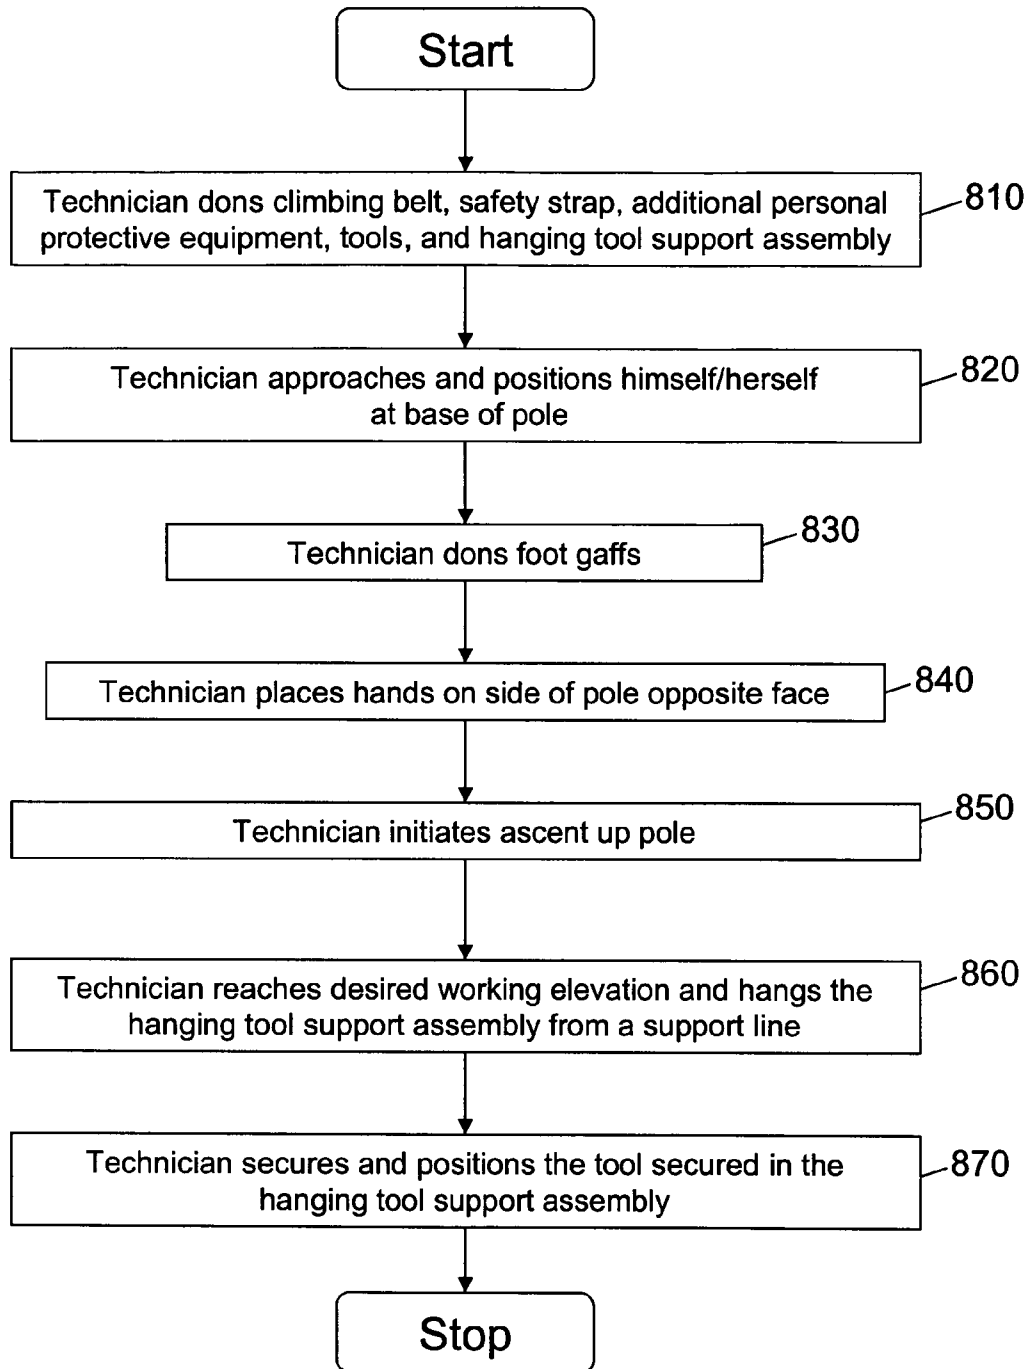 Start
Technician dons climbing belt, safety strap, additional personal
protective equipment, tools, and hanging tool support assembly
810
Technician approaches and positions himself/herself
at base of pole
820
Technician dons foot gaffs
830
Technician places hands on side of pole opposite face
840
Technician initiates ascent up pole
850
Technician reaches desired working elevation and hangs the
hanging tool support assembly from a support line
860
Technician secures and positions the tool secured in the
hanging tool support assembly
870
Stop